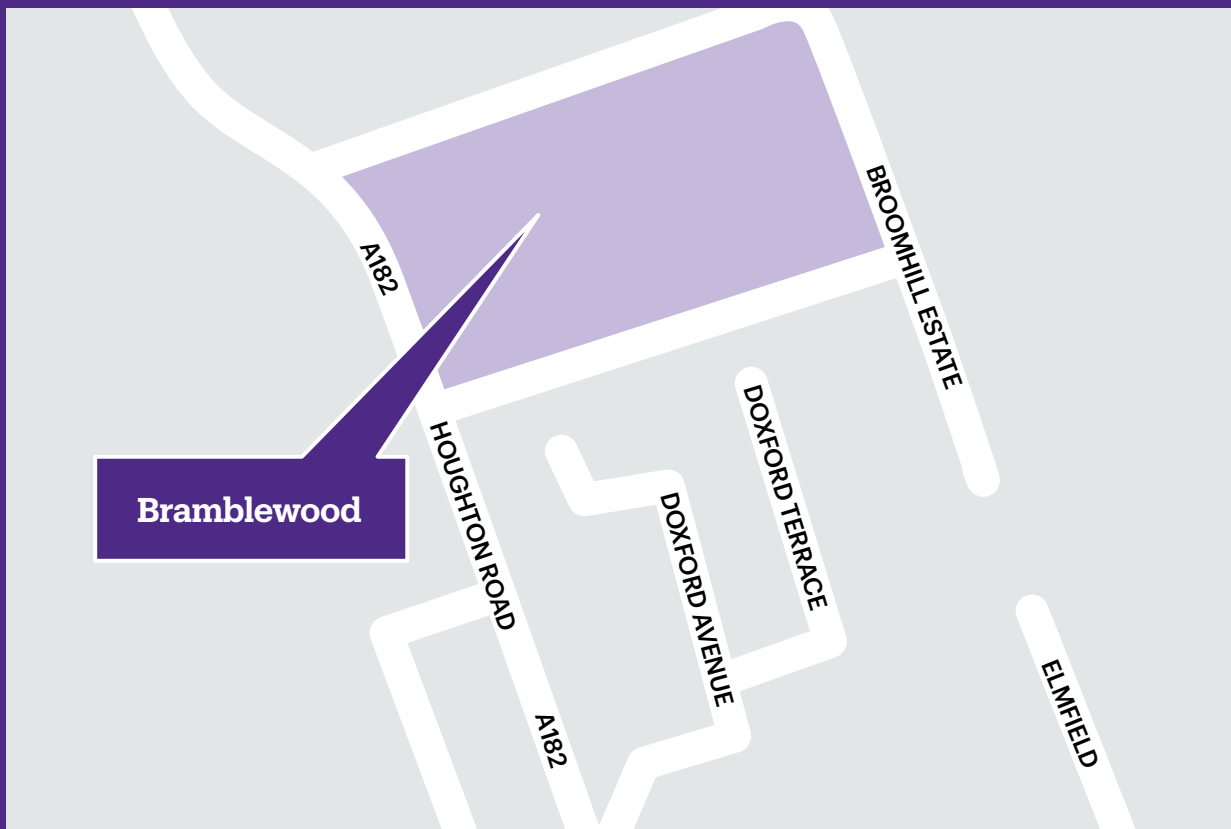 BROOMHILL ESTATE
A182
DOXFORD TERRACE
HOUGHTON ROAD
Bramblewood
DOXFORD AVENUE
ELMFIELD
A182